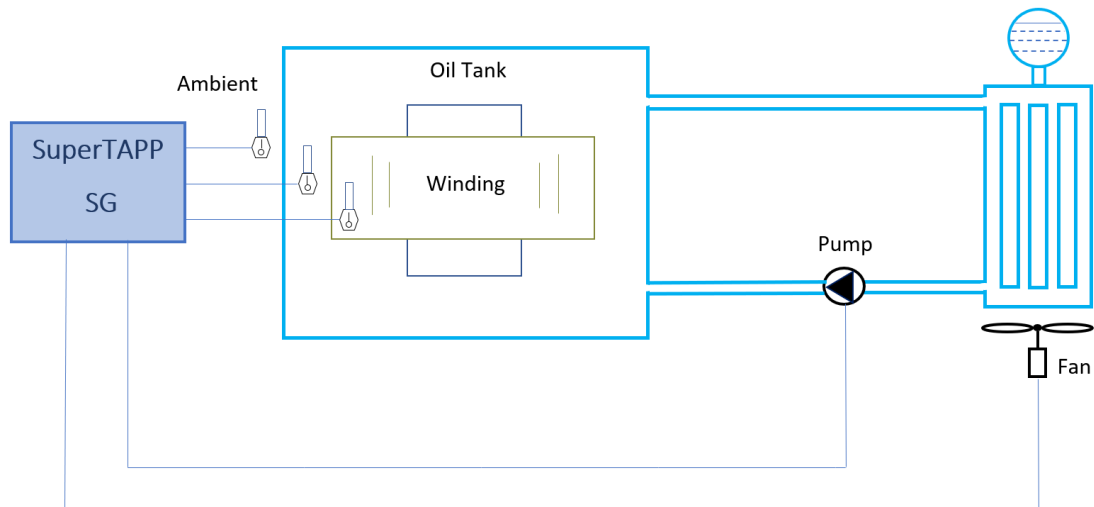 Oil Tank
Ambient
SuperTAPP
SG
Winding
Pump
Fan